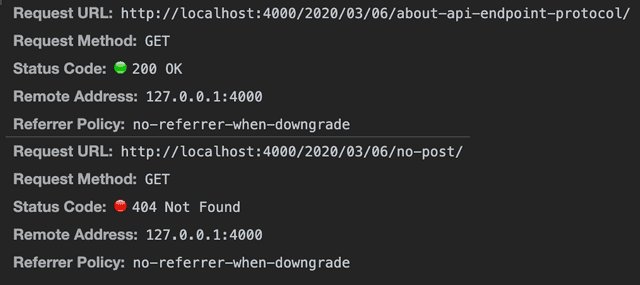 Request URL: http://localhost:4000/2020/03/06/about-api-endpoint-protocol/
Request Method: GET
Status Code: 200 OK
Remote Address: 127.0.0.1:4000
Referrer Policy: no-referrer-when-downgrade
Request URL: http://localhost:4000/2020/03/06/no-post/
Request Method: GET
Status Code: 404 Not Found
Remote Address: 127.0.0.1:4000
Referrer Policy: no-referrer-when-downgrade